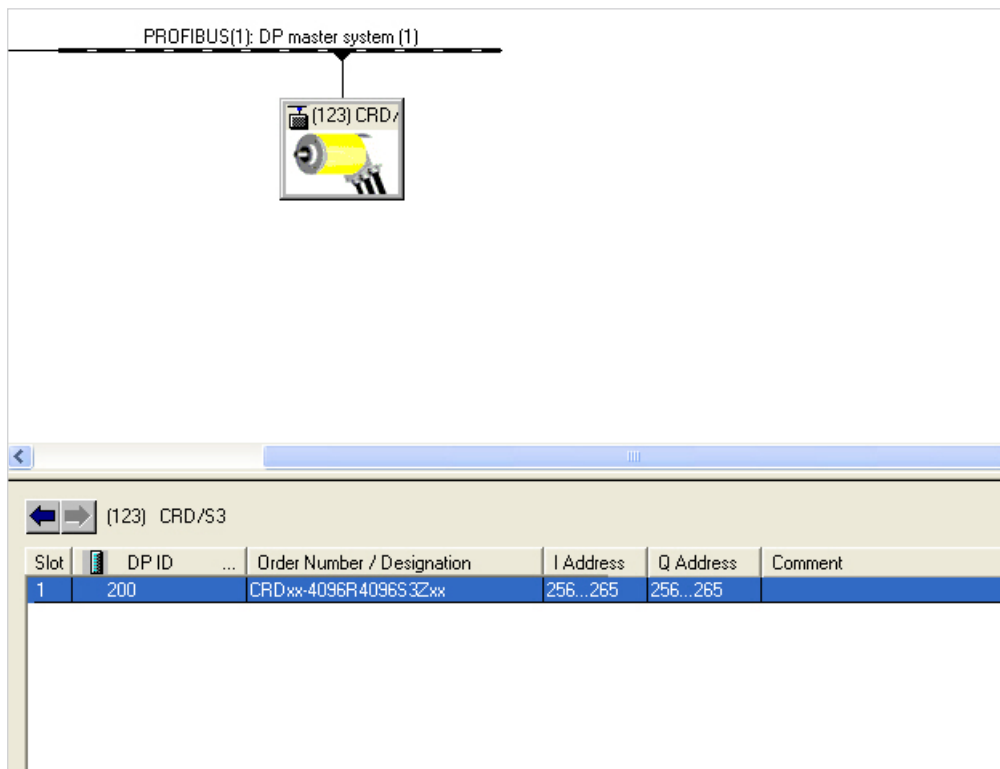 PROFIBUS(1): DP master system (1)
(123) CRD/
(123) CRD/S3
Slot DP ID ... Order Number / Designation I Address Q Address Comment
1 200 CRDxx-4096R4096S3Zxx 256...265 256...265